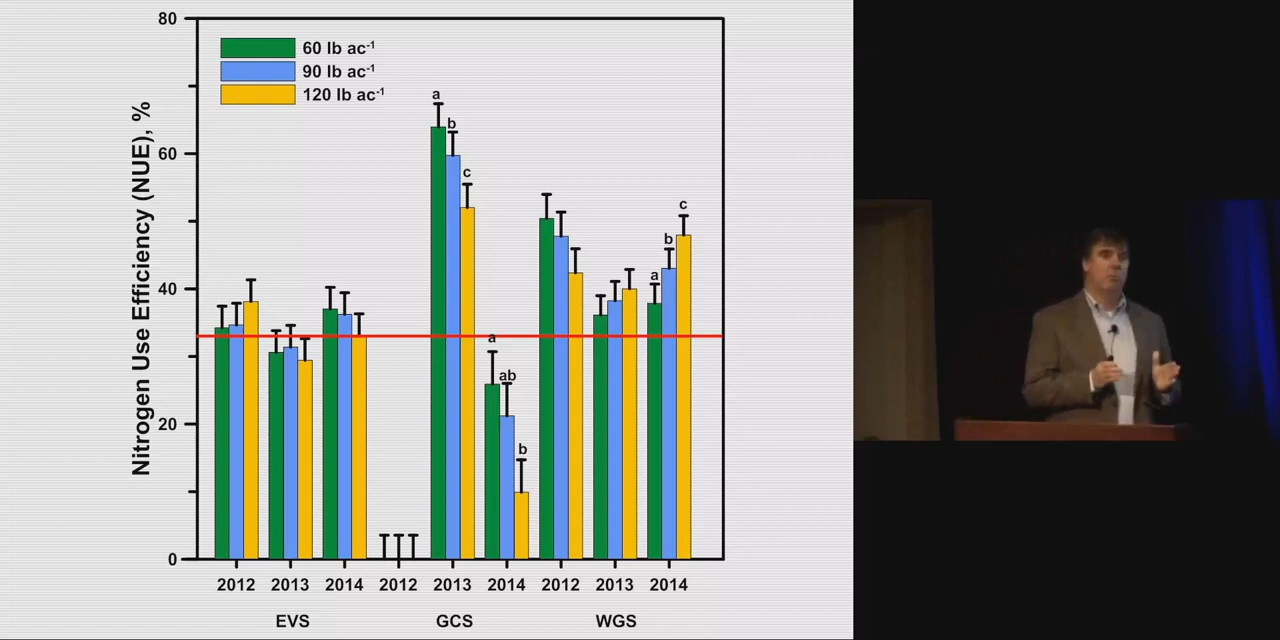 80
60 lb ac⁻¹
90 lb ac⁻¹
120 lb ac⁻¹
Nitrogen Use Efficiency (NUE), %
a
b
c
60
c
b
a
40
a
ab
b
20
0
2012 2013 2014 2012 2013 2014 2012 2013 2014
EVS GCS WGS